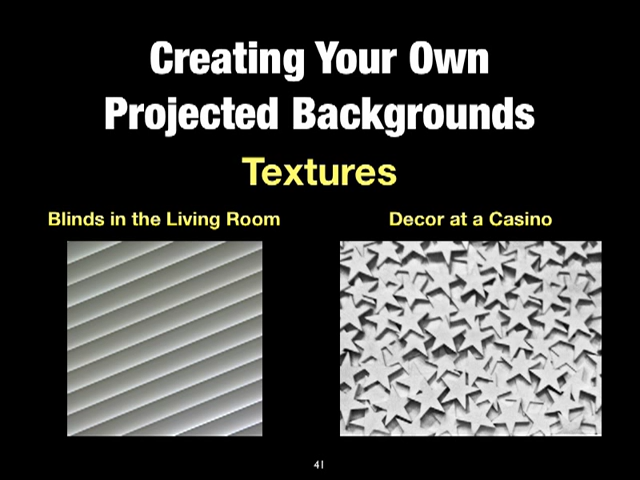 Creating Your Own
Projected Backgrounds
Textures
Blinds in the Living Room
Decor at a Casino
41